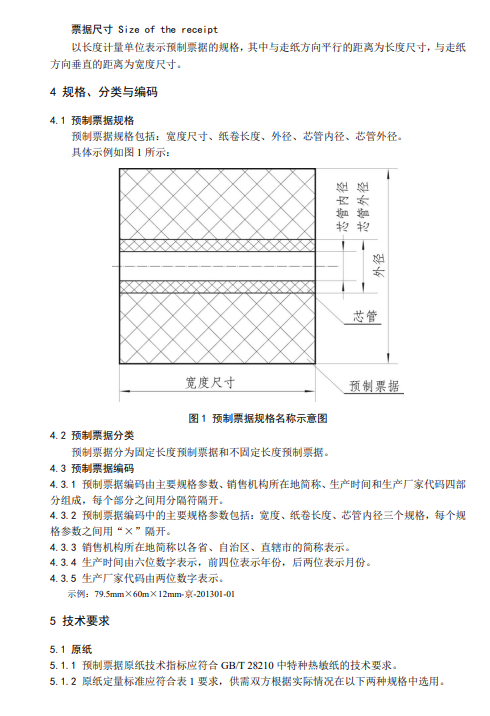 票据尺寸 Size of the receipt
以长度计量单位表示预制票据的规格，其中与走纸方向平行的距离为长度尺寸，与走纸
方向垂直的距离为宽度尺寸。
4 规格、分类与编码
4.1 预制票据规格
预制票据规格包括：宽度尺寸、纸卷长度、外径、芯管内径、芯管外径。
具体示例如图 1 所示：
芯管内径
芯管外径
外径
芯管
宽度尺寸
预制票据
图 1 预制票据规格名称示意图
4.2 预制票据分类
预制票据分为固定长度预制票据和不固定长度预制票据。
4.3 预制票据编码
4.3.1 预制票据编码由主要规格参数、销售机构所在地简称、生产时间和生产厂家代码四部
分组成，每个部分之间用分隔符隔开。
4.3.2 预制票据编码中的主要规格参数包括：宽度、纸卷长度、芯管内径三个规格，每个规
格参数之间用“×”隔开。
4.3.3 销售机构所在地简称以各省、自治区、直辖市的简称表示。
4.3.4 生产时间由六位数字表示，前四位表示年份，后两位表示月份。
4.3.5 生产厂家代码由两位数字表示。
示例：79.5mm×60m×12mm-京-201301-01
5 技术要求
5.1 原纸
5.1.1 预制票据原纸技术指标应符合 GB/T 28210 中特种热敏纸的技术要求。
5.1.2 原纸定量标准应符合表 1 要求，供需双方根据实际情况在以下两种规格中选用。